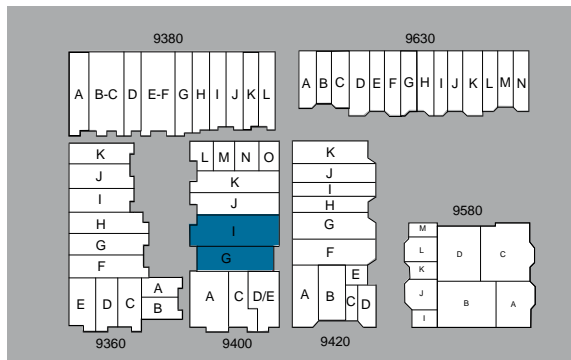 9380
A B-C D E-F G H I J K L
9630
A B C D E F G H I J K L M N
K
J
I
H
G
F
E D C A
B
9360
L M N O
K
J
I
G
A C D/E
9400
K
J
I
H
G
F
A B E
C D
9420
9580
M
L
K
J
I
D C
B A